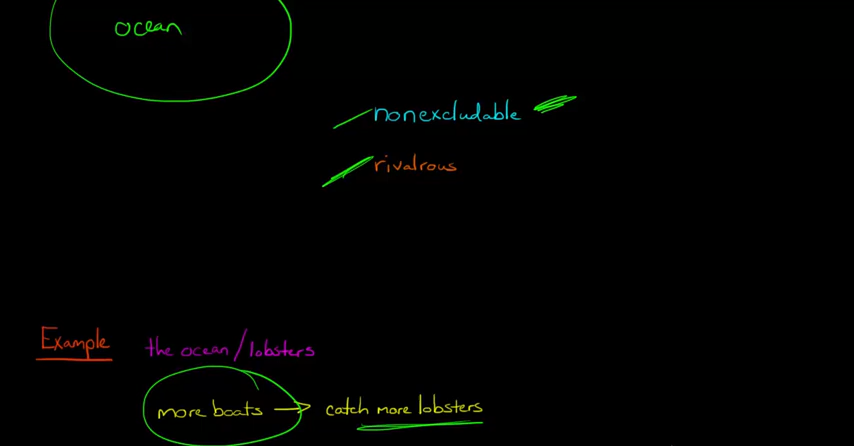 ocean
nonexcludable
rivalrous
Example the ocean/lobsters
more boats → catch more lobsters